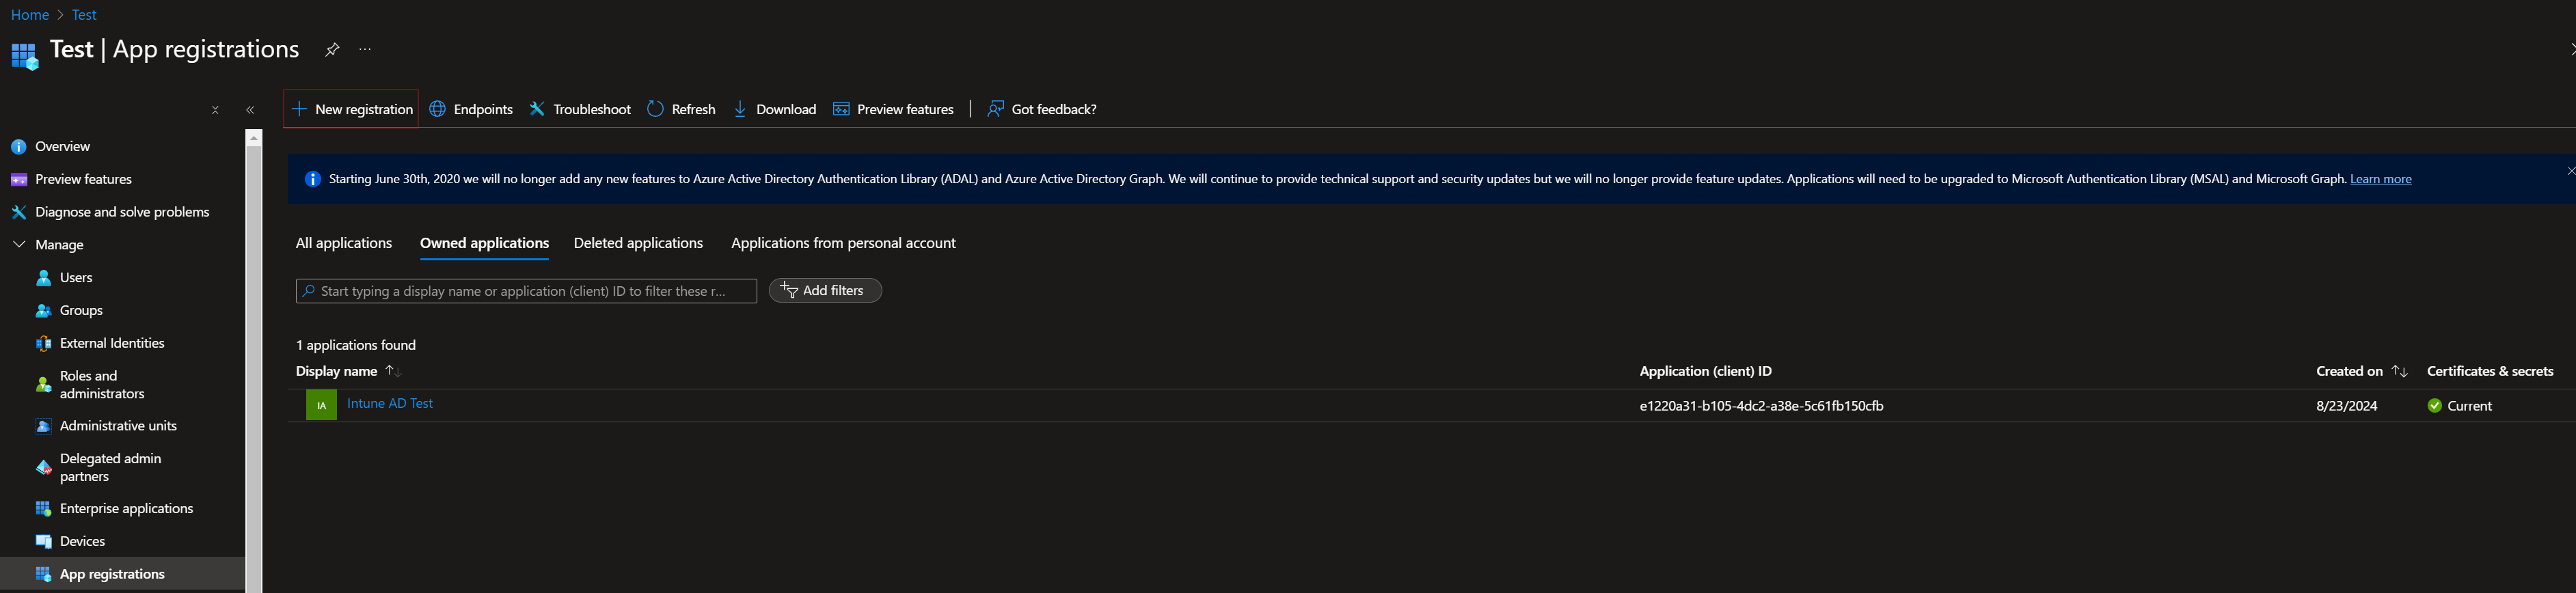 Home > Test
Test | App registrations
New registration
Endpoints
Troubleshoot
Refresh
Download
Preview features
Got feedback?
Overview
Preview features
Diagnose and solve problems
Manage
Users
Groups
External Identities
Roles and
administrators
Administrative units
Delegated admin
partners
Enterprise applications
Devices
App registrations
Starting June 30th, 2020 we will no longer add any new features to Azure Active Directory Authentication Library (ADAL) and Azure Active Directory Graph. We will continue to provide technical support and security updates but we will no longer provide feature updates. Applications will need to be upgraded to Microsoft Authentication Library (MSAL) and Microsoft Graph. Learn more
All applications
Owned applications
Deleted applications
Applications from personal account
Start typing a display name or application (client) ID to filter these r...
Add filters
1 applications found
Display name
Application (client) ID
Created on
Certificates & secrets
IA
Intune AD Test
e1220a31-b105-4dc2-a38e-5c61fb150cfb
8/23/2024
Current